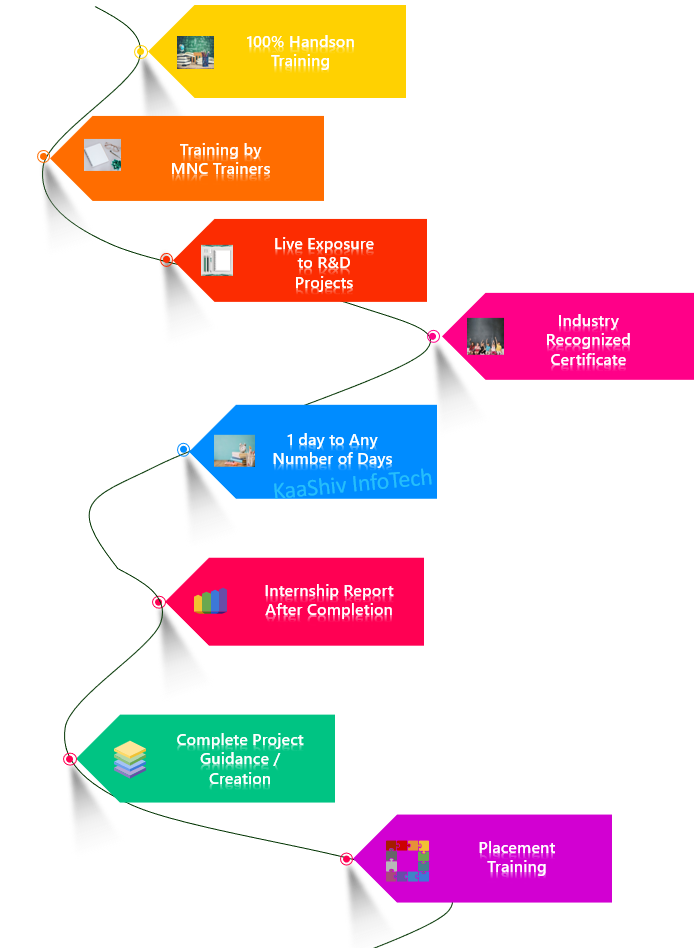 100% Handson
Training
Training by
MNC Trainers
Live Exposure
to R&D
Projects
Industry
Recognized
Certificate
1 day to Any
Number of Days
KaaShiv InfoTech
Internship Report
After Completion
Complete Project
Guidance /
Creation
Placement
Training